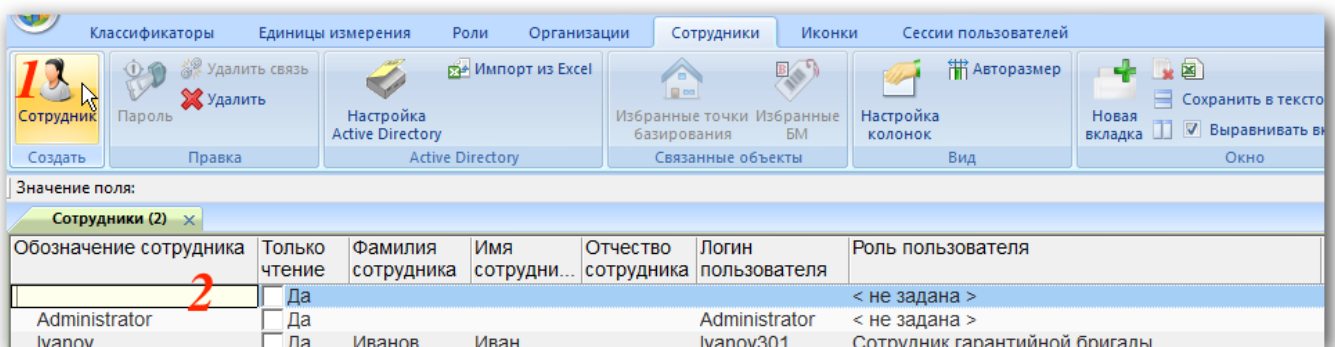 Классификаторы Единицы измерения Роли Организации Сотрудники Иконки Сессии пользователей
1 Удалить связь Импорт из Excel Авторазмер
Сотрудник Пароль Удалить Настройка Active Directory Избранные точки базирования Избранные БМ Настройка колонок Новая вкладка Сохранить в тексто
Выравнивать вк
Создать Правка Active Directory Связанные объекты Вид Окно
Значение поля:
Сотрудники (2)
Обозначение сотрудника Только чтение Фамилия сотрудника Имя сотрудни... Отчество сотрудника Логин пользователя Роль пользователя
2 Да < не задана >
Administrator Да Administrator < не задана >
Ivanov Да Иванов Иван Ivanov301 Сотрудник гарантийной бригады